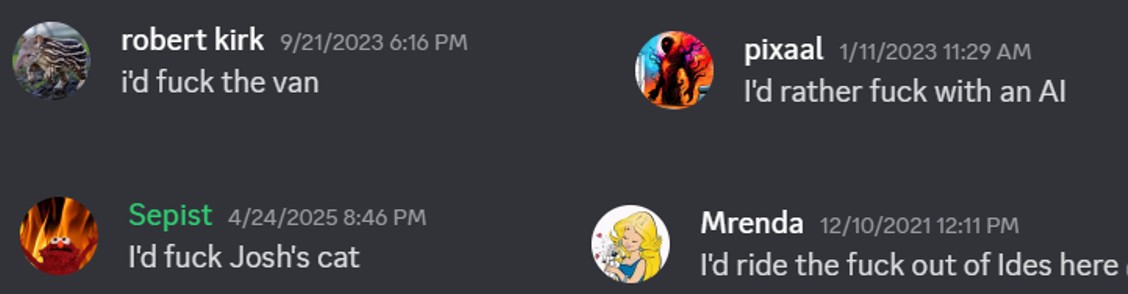 robert kirk 9/21/2023 6:16 PM
i'd fuck the van
pixaal 1/11/2023 11:29 AM
I'd rather fuck with an AI
Sepist 4/24/2025 8:46 PM
I'd fuck Josh's cat
Mrenda 12/10/2021 12:11 PM
I'd ride the fuck out of Ides here